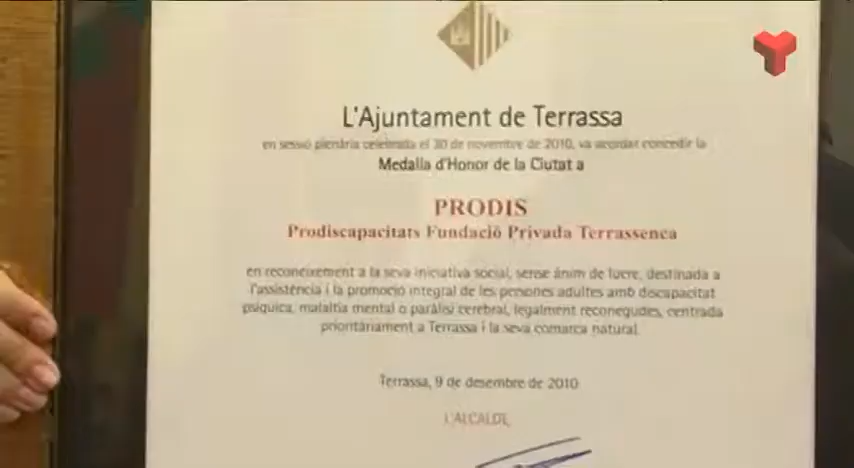 L'Ajuntament de Terrassa
en sessió plenària celebrada el 30 de novembre de 2010, va acordar concedir la
Medalla d'Honor de la Ciutat a
PRODIS
Prodiscapacitats Fundació Privada Terrassenca
en reconeixement a la seva iniciativa social, sense ànim de lucre, destinada a
l'assistència i la promoció integral de les persones adultes amb discapacitat
psíquica, malaltia mental o paràlisi cerebral, legalment reconegudes, centrada
prioritàriament a Terrassa i la seva comarca natural.
Terrassa, 9 de desembre de 2010
L'ALCALDE,